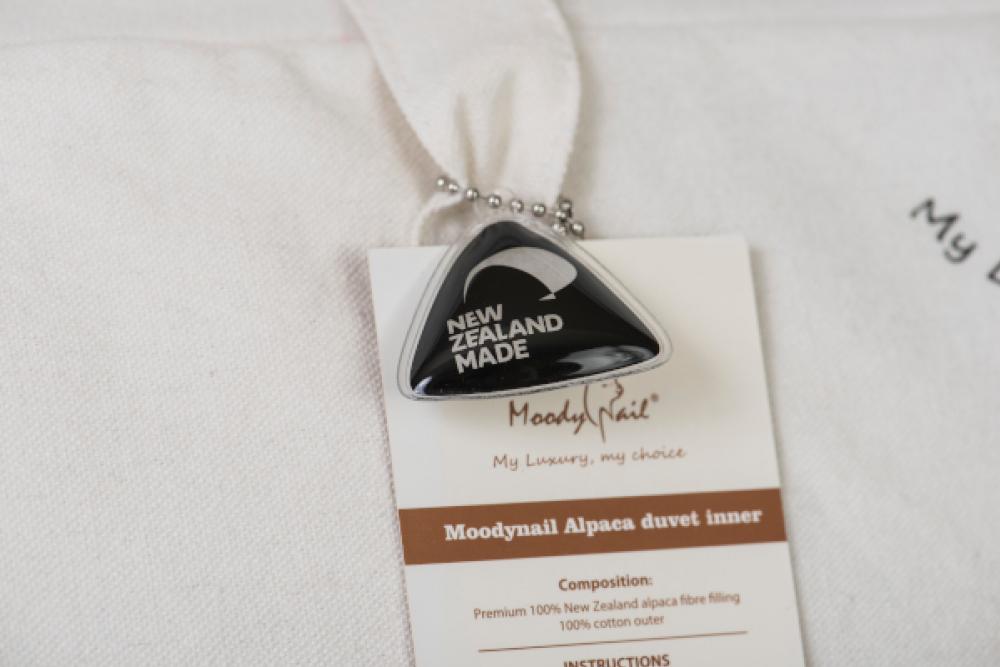 My
NEW
ZEALAND
MADE
MoodyNail®
My Luxury, my choice
Moodynail Alpaca duvet inner
Composition:
Premium 100% New Zealand alpaca fibre filling
100% cotton outer
INSTRUCTIONS